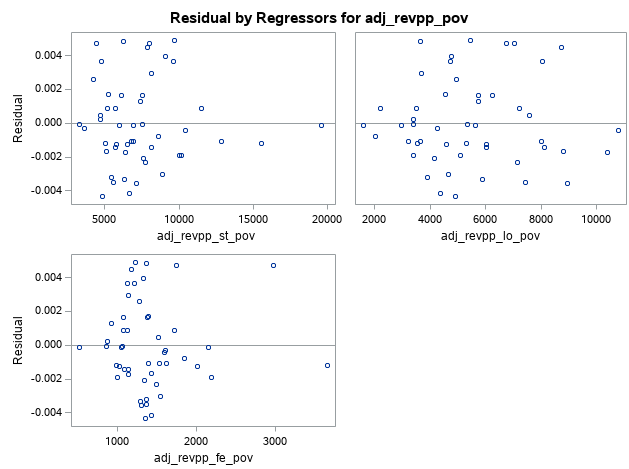 Residual by Regressors for adj_revpp_pov
0.004
0.002
0.000
-0.002
-0.004
Residual
5000 10000 15000 20000
adj_revpp_st_pov
2000 4000 6000 8000 10000
adj_revpp_lo_pov
0.004
0.002
0.000
-0.002
-0.004
Residual
1000 2000 3000
adj_revpp_fe_pov